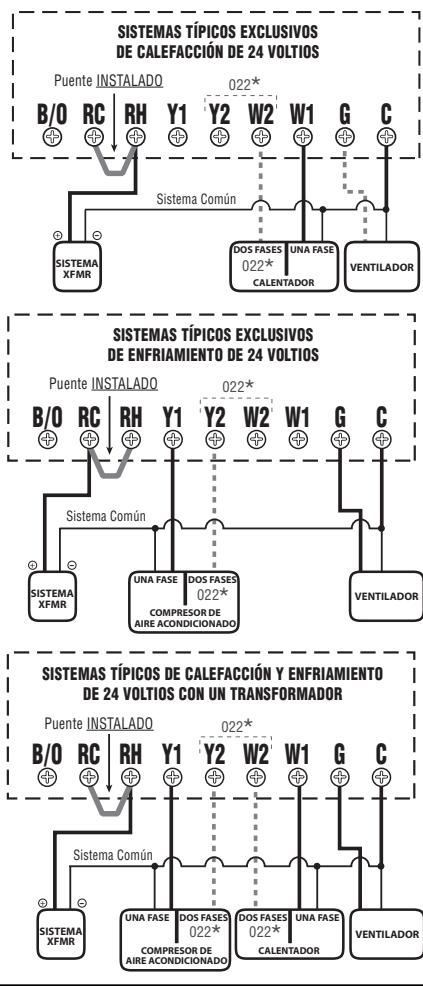 SISTEMAS TÍPICOS EXCLUSIVOS
DE CALEFACCIÓN DE 24 VOLTIOS
Puente INSTALADO
022*
B/O RC RH Y1 Y2 W2 W1 G C
Sistema Común
SISTEMA
XFMR
DOS FASES UNA FASE
022*
CALENTADOR
VENTILADOR
SISTEMAS TÍPICOS EXCLUSIVOS
DE ENFRIAMIENTO DE 24 VOLTIOS
Puente INSTALADO
022*
B/O RC RH Y1 Y2 W2 W1 G C
Sistema Común
SISTEMA
XFMR
UNA FASE DOS FASES
022*
COMPRESOR DE
AIRE ACONDICIONADO
VENTILADOR
SISTEMAS TÍPICOS DE CALEFACCIÓN Y ENFRIAMIENTO
DE 24 VOLTIOS CON UN TRANSFORMADOR
Puente INSTALADO
022*
B/O RC RH Y1 Y2 W2 W1 G C
Sistema Común
SISTEMA
XFMR
UNA FASE DOS FASES
022*
COMPRESOR DE
AIRE ACONDICIONADO
DOS FASES UNA FASE
022*
CALENTADOR
VENTILADOR